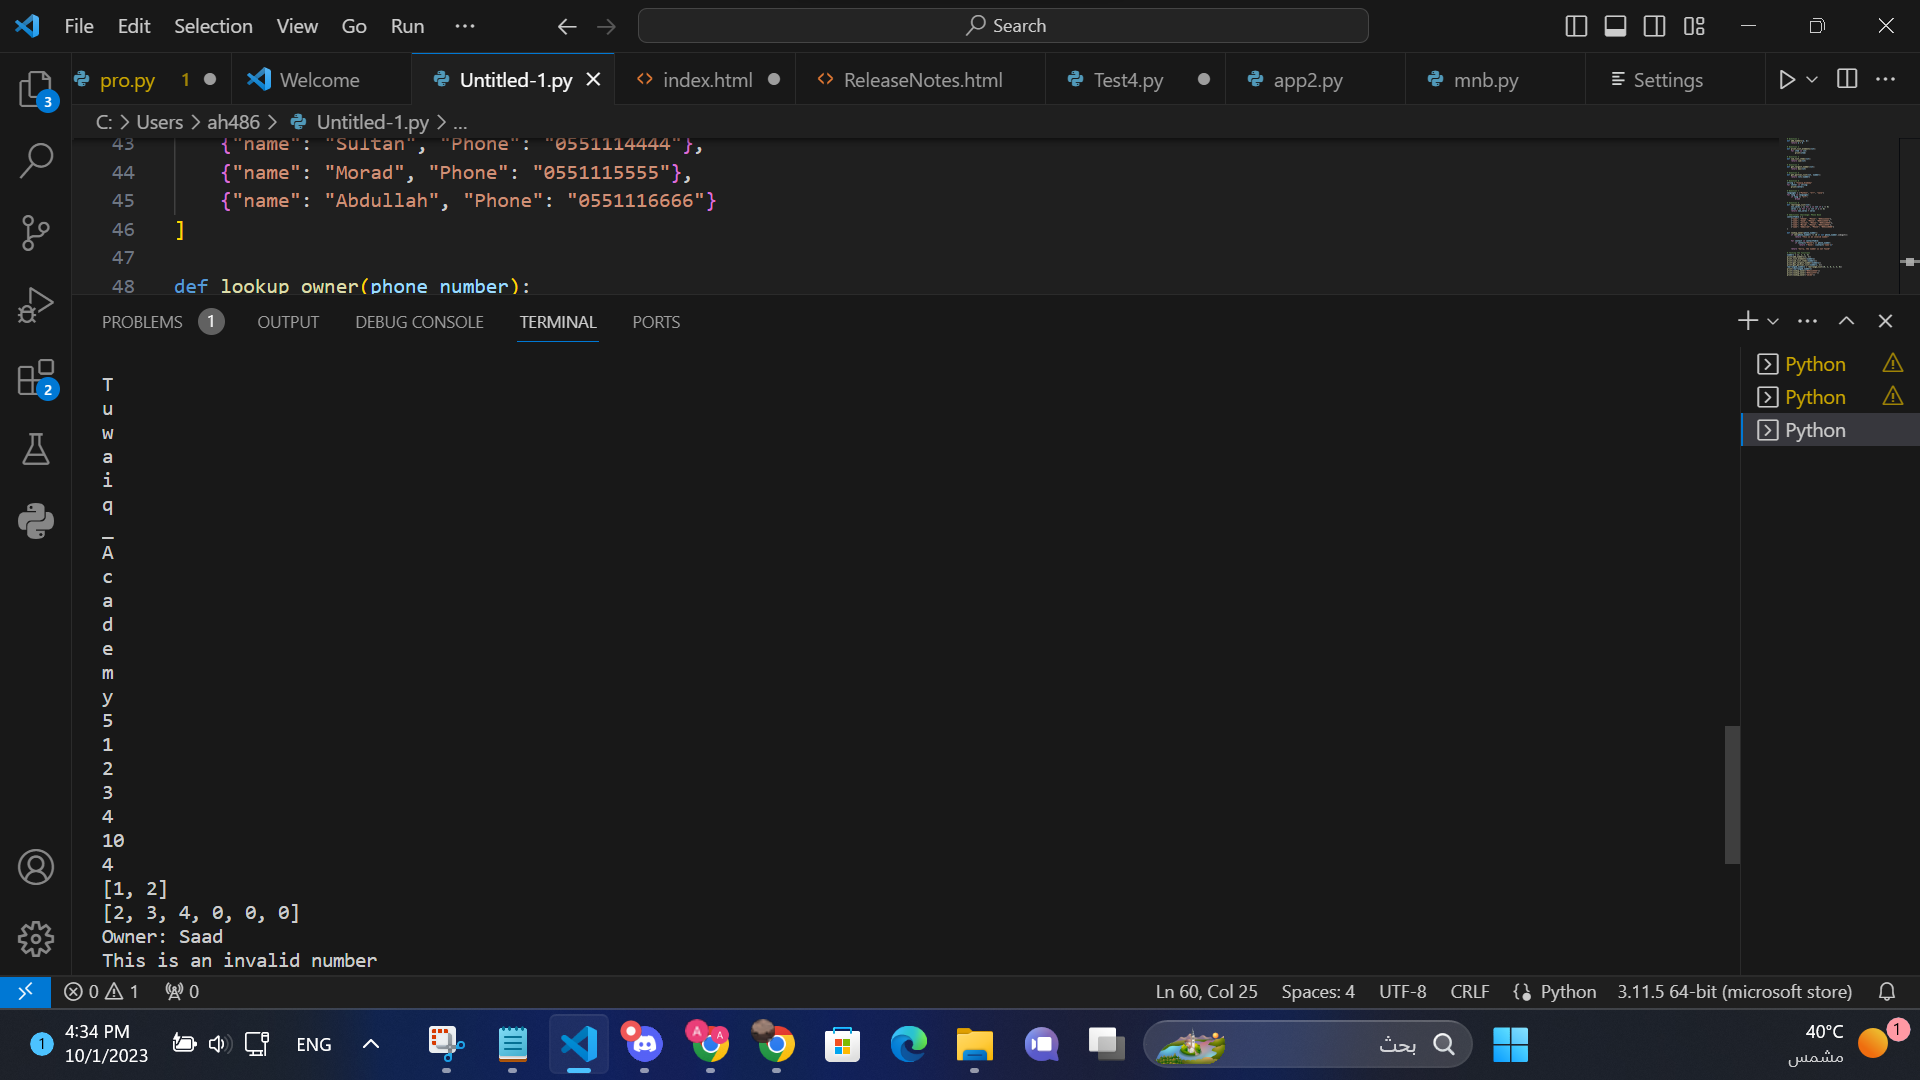 File Edit Selection View Go Run ··· Search
pro.py 1 Welcome Untitled-1.py index.html ReleaseNotes.html Test4.py app2.py mnb.py Settings
C: > Users > ah486 > Untitled-1.py > ...
43 {"name": "Sultan", "Phone": "0551114444"},
44 {"name": "Morad", "Phone": "0551115555"},
45 {"name": "Abdullah", "Phone": "0551116666"}
46 ]
47
48 def lookup_owner(phone_number):
PROBLEMS 1 OUTPUT DEBUG CONSOLE TERMINAL PORTS
3
2
Python
Python
Python
T
u
w
a
i
q
_
A
c
a
d
e
m
y
5
1
2
3
4
10
4
[1, 2]
[2, 3, 4, 0, 0, 0]
Owner: Saad
This is an invalid number
0 1 0 Ln 60, Col 25 Spaces: 4 UTF-8 CRLF Python 3.11.5 64-bit (microsoft store)
1 4:34 PM
10/1/2023
ENG
A A
بحث
40°C
مشمس
1